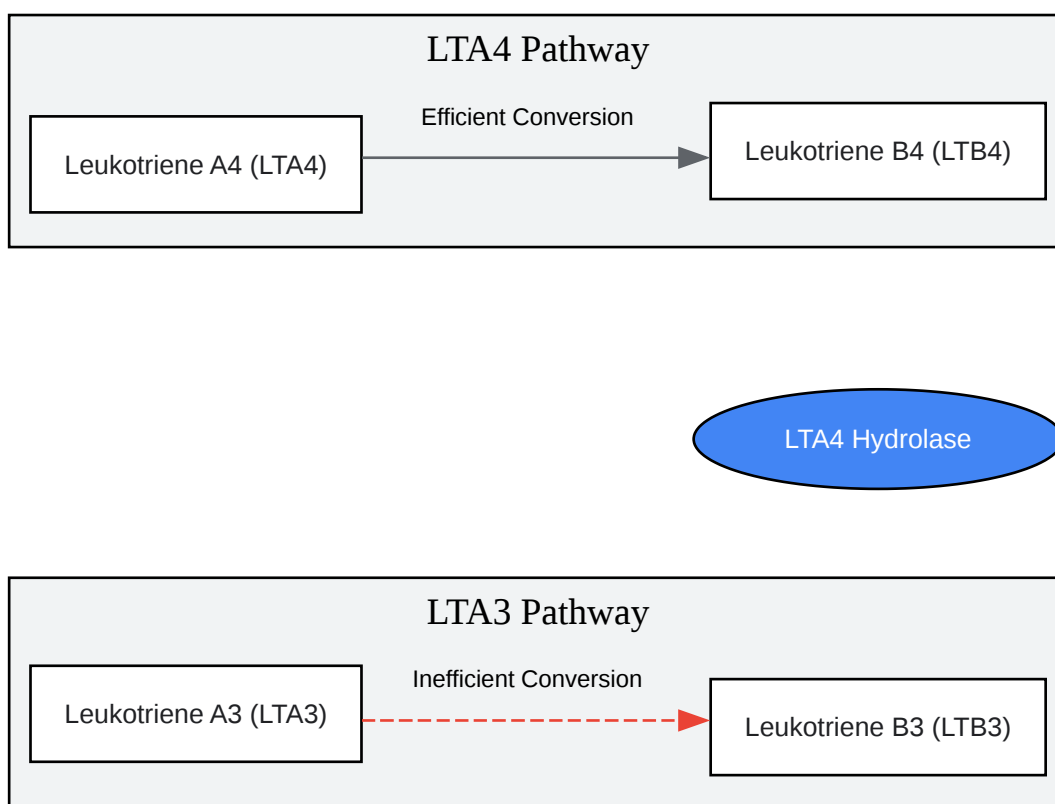 LTA4 Pathway
Efficient Conversion
Leukotriene A4 (LTA4)
Leukotriene B4 (LTB4)
LTA4 Hydrolase
LTA3 Pathway
Inefficient Conversion
Leukotriene A3 (LTA3)
Leukotriene B3 (LTB3)